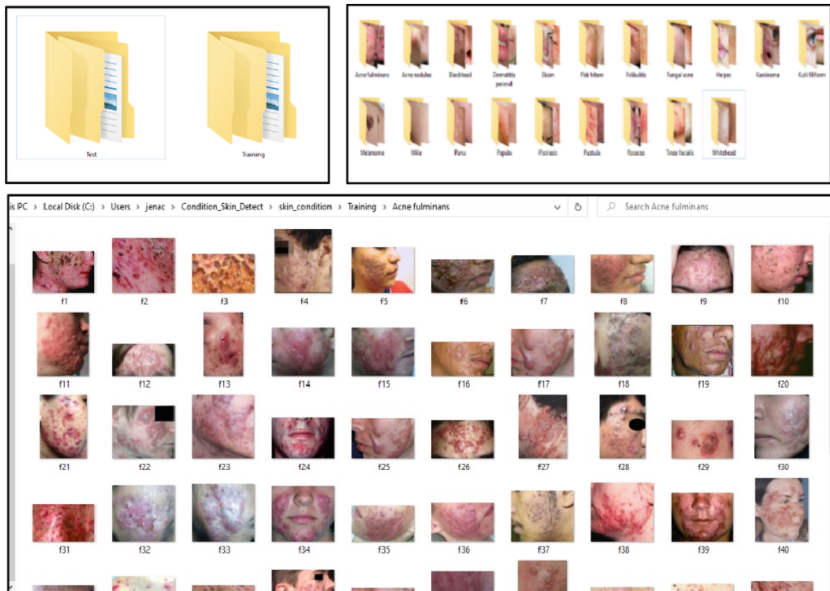 Test Training
Acne fulminans Acne nodules Blackhead Dermatitis perioral Eksim Flek hitam Folikulitis Fungal acne Herpes Karsinoma Kutil filiform
Melanoma Milia Panu Papula Psoriasis Pustula Rosacea Tinea facialis Whitehead
is PC > Local Disk (C:) > Users > jenac > Condition_Skin_Detect > skin_condition > Training > Acne fulminans Search Acne fulminans
f1 f2 f3 f4 f5 f6 f7 f8 f9 f10
f11 f12 f13 f14 f15 f16 f17 f18 f19 f20
f21 f22 f23 f24 f25 f26 f27 f28 f29 f30
f31 f32 f33 f34 f35 f36 f37 f38 f39 f40